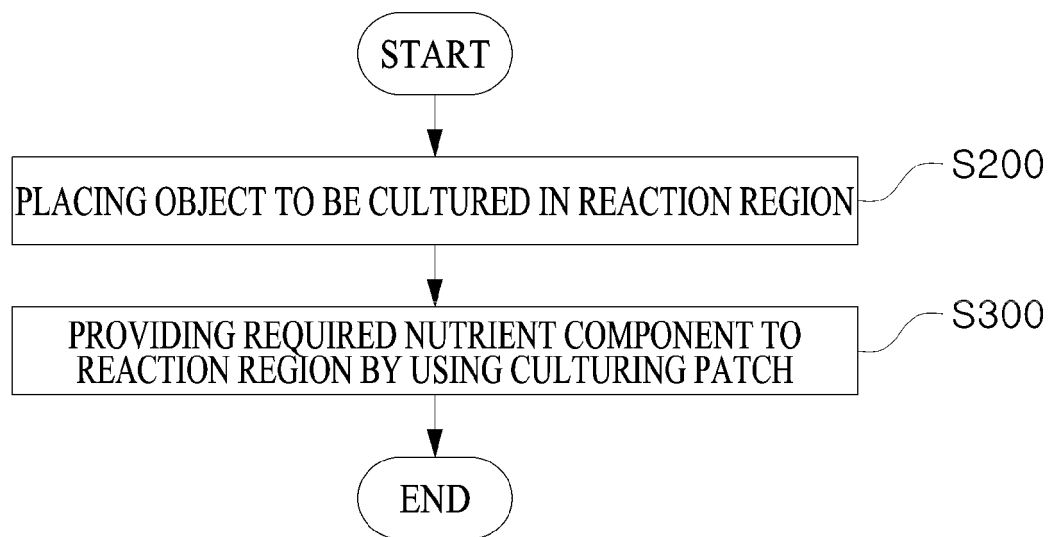 START
PLACING OBJECT TO BE CULTURED IN REACTION REGION
S200
PROVIDING REQUIRED NUTRIENT COMPONENT TO
REACTION REGION BY USING CULTURING PATCH
S300
END